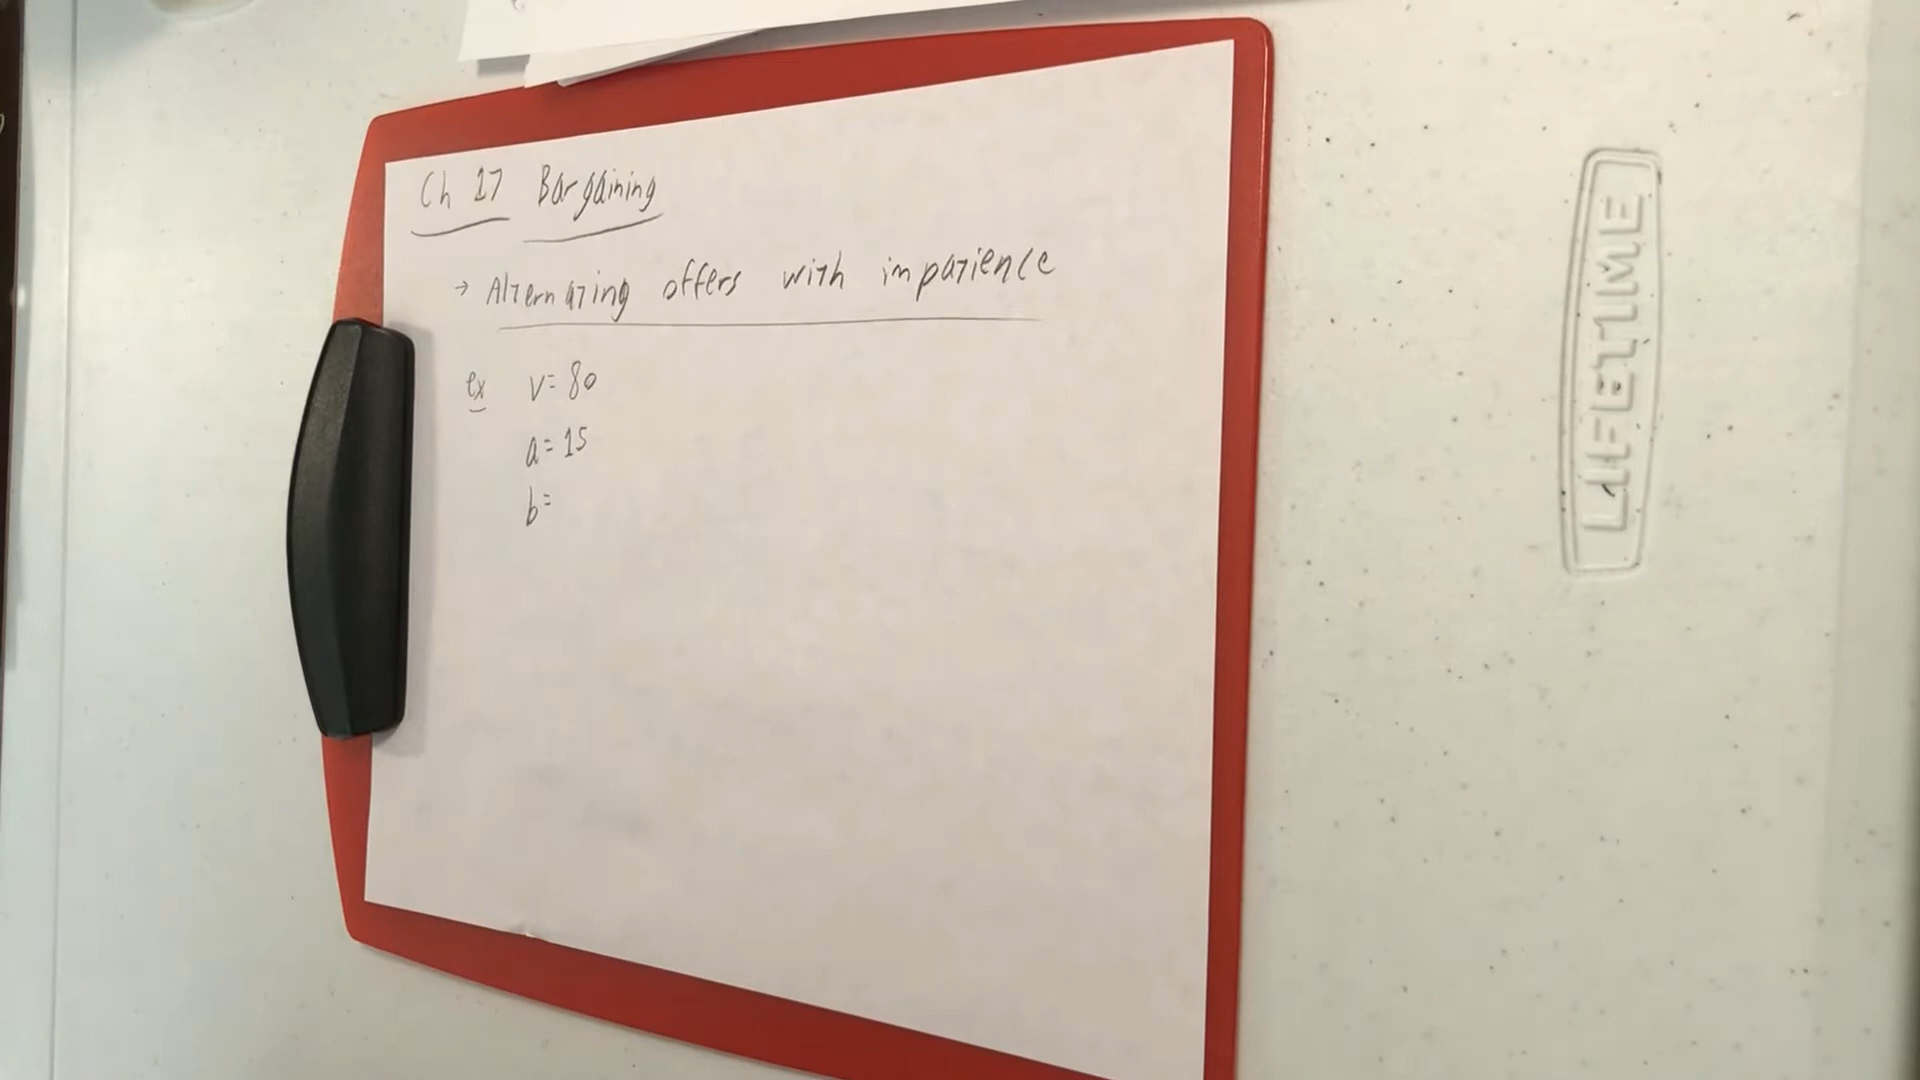 Ch 17 Bargaining
→ Alternating offers with impatience
ex v=80
a=15
b=
LIFETIME